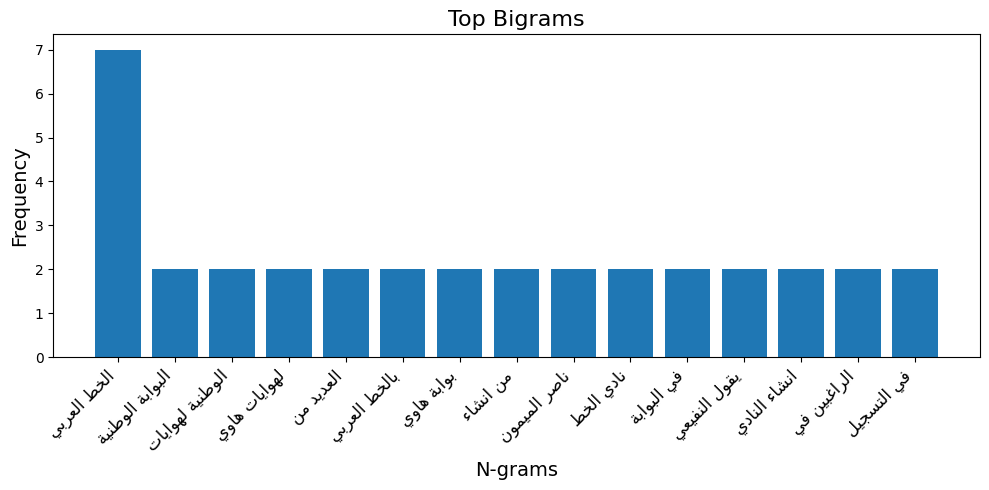 Top Bigrams
Frequency
7
6
5
4
3
2
1
0
الخط العربي
البوابة الوطنية
الوطنية لهوايات
لهوايات هاوي
العديد من
بالخط العربي
بوابة هاوي
من انشاء
ناصر الميمون
نادي الخط
في البوابة
يقول النفيعي
انشاء النادي
الراغبين في
في التسجيل
N-grams